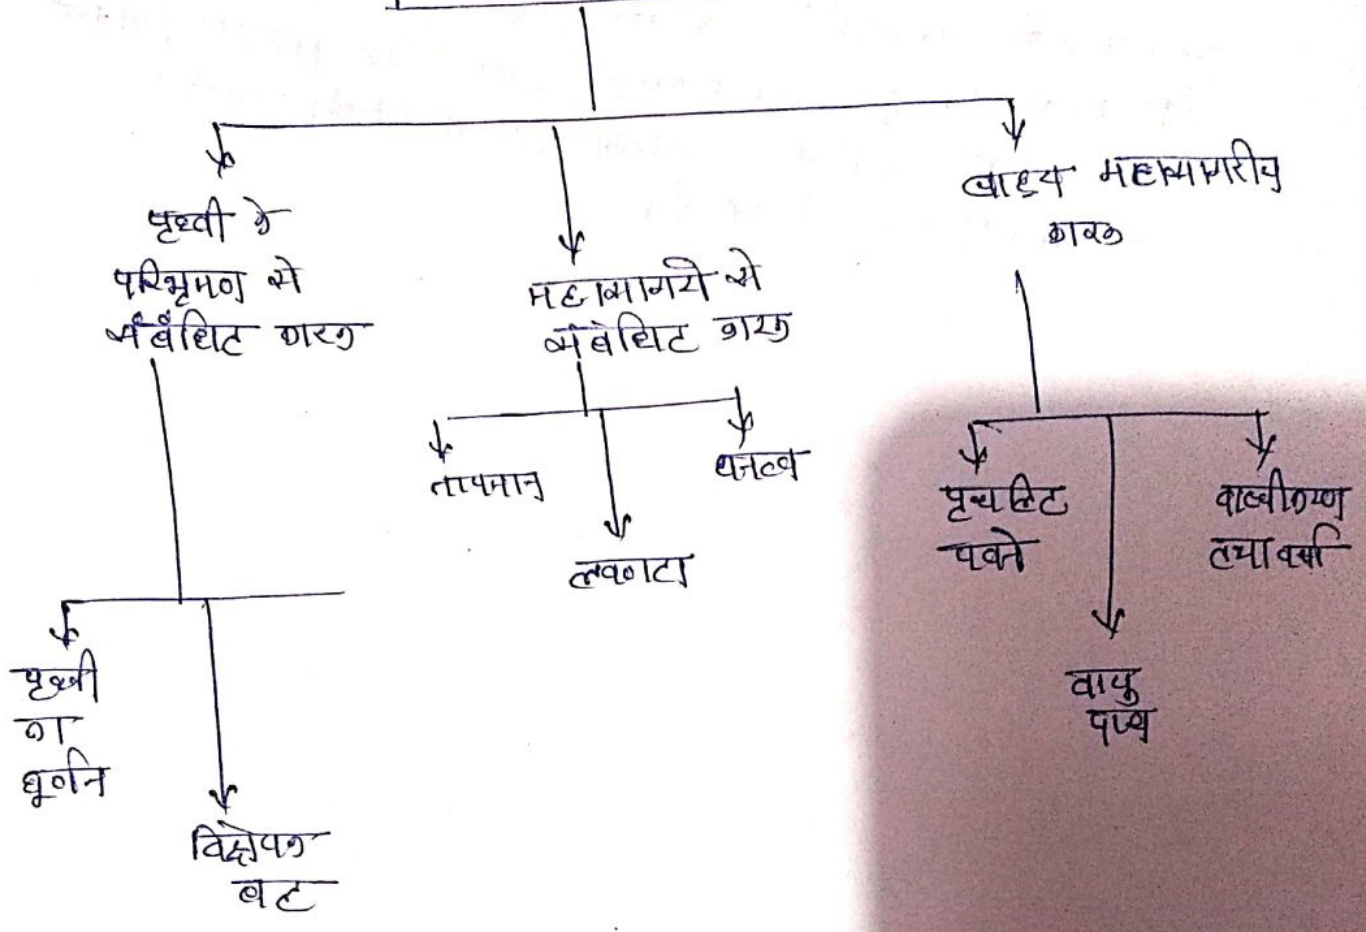 पृथ्वी के
परिभ्रमण से
संबंधित कारक
महासागरो से
संबंधित कारक
बाह्य महासागरीय
कारक
तापमान
लवणता
घनत्व
प्रचलित
पवने
वायु
दाब
वाष्पीकरण
तथा वर्षा
पृथ्वी
का
घूर्णन
विक्षेपक
बल